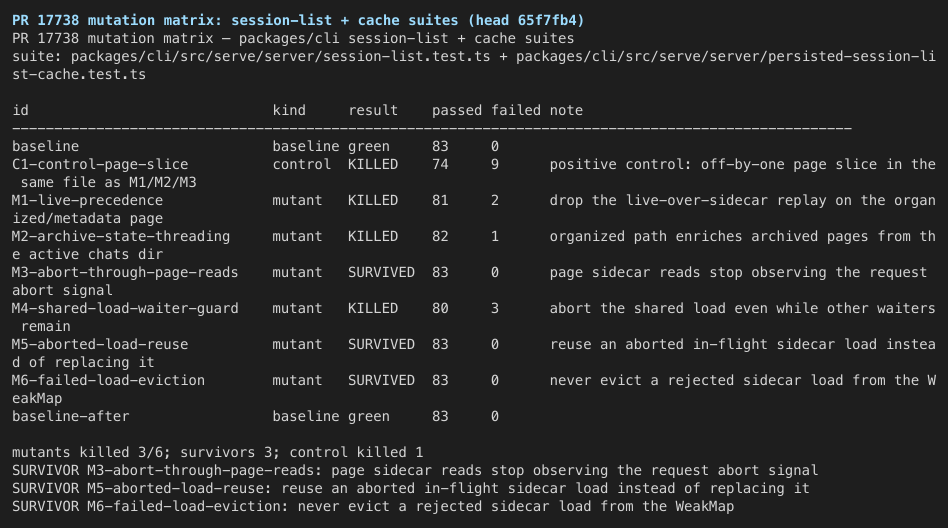 PR 17738 mutation matrix: session-list + cache suites (head 65f7fb4)
PR 17738 mutation matrix — packages/cli session-list + cache suites
suite: packages/cli/src/serve/server/session-list.test.ts + packages/cli/src/serve/server/persisted-session-li
st-cache.test.ts
id kind result passed failed note
────────────────────────────────────────────────────────────────────────────────────────────────────
baseline baseline green 83 0
C1-control-page-slice control KILLED 74 9 positive control: off-by-one page slice in the
same file as M1/M2/M3
M1-live-precedence mutant KILLED 81 2 drop the live-over-sidecar replay on the organ
ized/metadata page
M2-archive-state-threading mutant KILLED 82 1 organized path enriches archived pages from th
e active chats dir
M3-abort-through-page-reads mutant SURVIVED 83 0 page sidecar reads stop observing the request
abort signal
M4-shared-load-waiter-guard mutant KILLED 80 3 abort the shared load even while other waiters
remain
M5-aborted-load-reuse mutant SURVIVED 83 0 reuse an aborted in-flight sidecar load instea
d of replacing it
M6-failed-load-eviction mutant SURVIVED 83 0 never evict a rejected sidecar load from the W
eakMap
baseline-after baseline green 83 0
mutants killed 3/6; survivors 3; control killed 1
SURVIVOR M3-abort-through-page-reads: page sidecar reads stop observing the request abort signal
SURVIVOR M5-aborted-load-reuse: reuse an aborted in-flight sidecar load instead of replacing it
SURVIVOR M6-failed-load-eviction: never evict a rejected sidecar load from the WeakMap